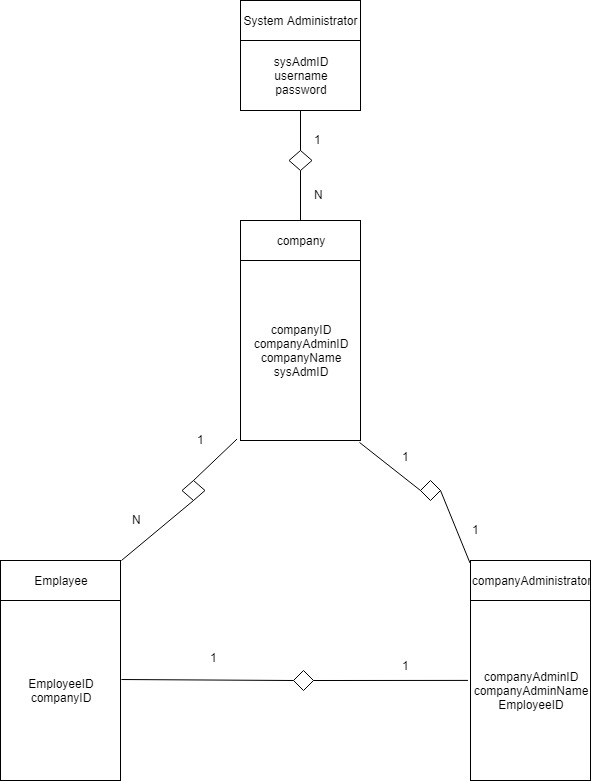 System Administrator
sysAdmID
username
password
1
N
company
companyID
companyAdminID
companyName
sysAdmID
1
1
N
1
Emplayee
companyAdministrator
EmployeeID
companyID
1
1
companyAdminID
companyAdminName
EmployeeID